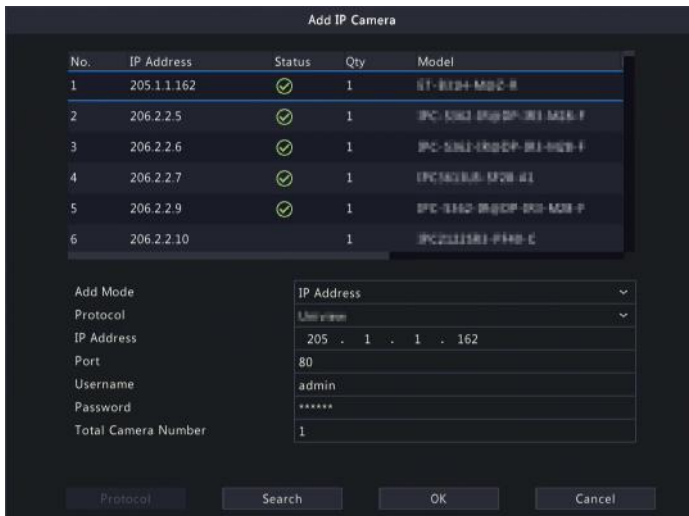 Add IP Camera
No. IP Address Status Qty Model
1 205.1.1.162 1
2 206.2.2.5 1
3 206.2.2.6 1
4 206.2.2.7 1
5 206.2.2.9 1
6 206.2.2.10 1
Add Mode IP Address
Protocol
IP Address 205 . 1 . 1 . 162
Port 80
Username admin
Password ******
Total Camera Number 1
Protocol Search OK Cancel